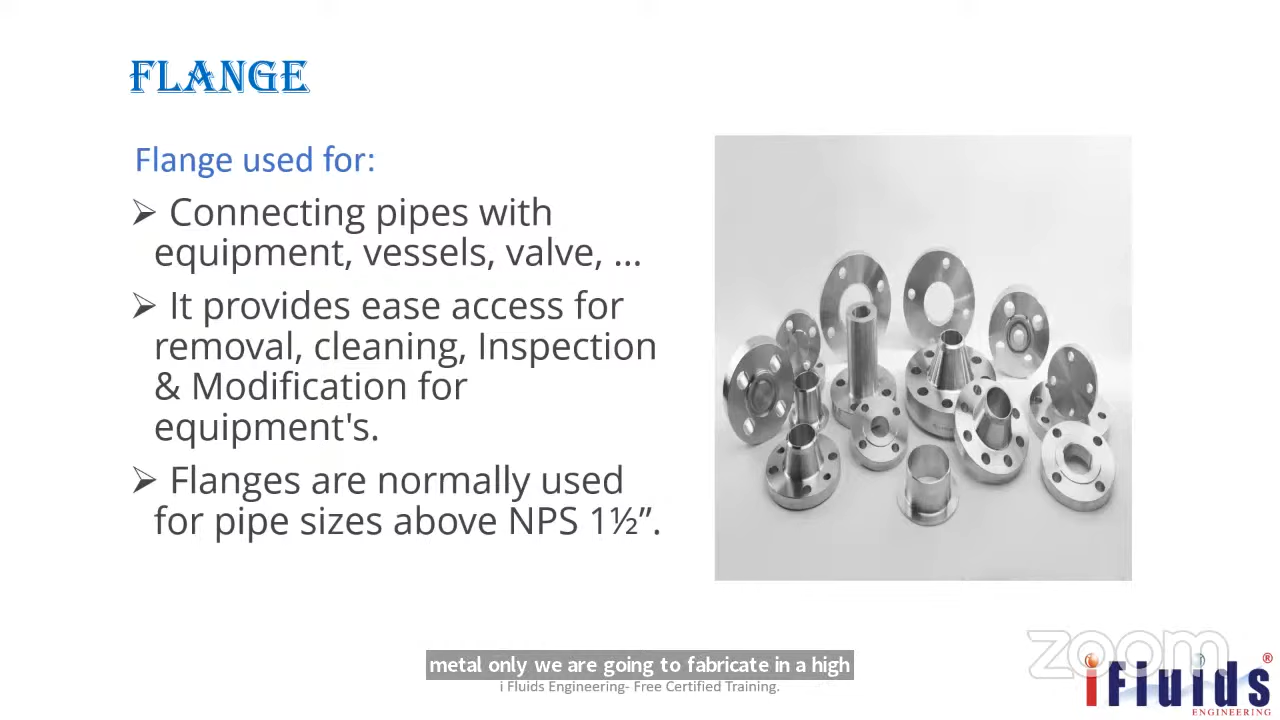 FLANGE
Flange used for:
➢ Connecting pipes with
equipment, vessels, valve, ...
➢ It provides ease access for
removal, cleaning, Inspection
& Modification for
equipment's.
➢ Flanges are normally used
for pipe sizes above NPS 1½”.
metal only we are going to fabricate in a high
i Fluids Engineering- Free Certified Training.
zoom
iFluids®
ENGINEERING